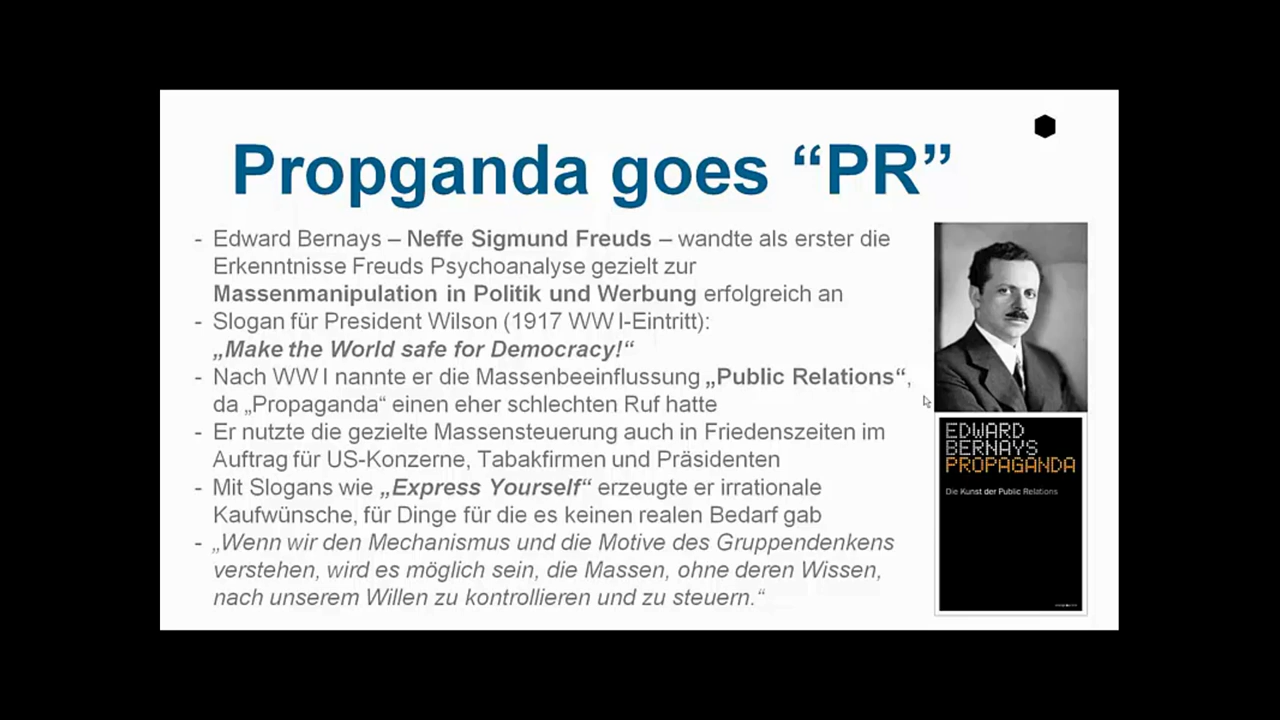 Propganda goes “PR”
- Edward Bernays – Neffe Sigmund Freuds – wandte als erster die
Erkenntnisse Freuds Psychoanalyse gezielt zur
Massenmanipulation in Politik und Werbung erfolgreich an
- Slogan für President Wilson (1917 WW I-Eintritt):
„Make the World safe for Democracy!“
- Nach WW I nannte er die Massenbeeinflussung „Public Relations“,
da „Propaganda“ einen eher schlechten Ruf hatte
- Er nutzte die gezielte Massensteuerung auch in Friedenszeiten im
Auftrag für US-Konzerne, Tabakfirmen und Präsidenten
- Mit Slogans wie „Express Yourself“ erzeugte er irrationale
Kaufwünsche, für Dinge für die es keinen realen Bedarf gab
- „Wenn wir den Mechanismus und die Motive des Gruppendenkens
verstehen, wird es möglich sein, die Massen, ohne deren Wissen,
nach unserem Willen zu kontrollieren und zu steuern.“
EDWARD
BERNAYS
PROPAGANDA
Die Kunst der Public Relations